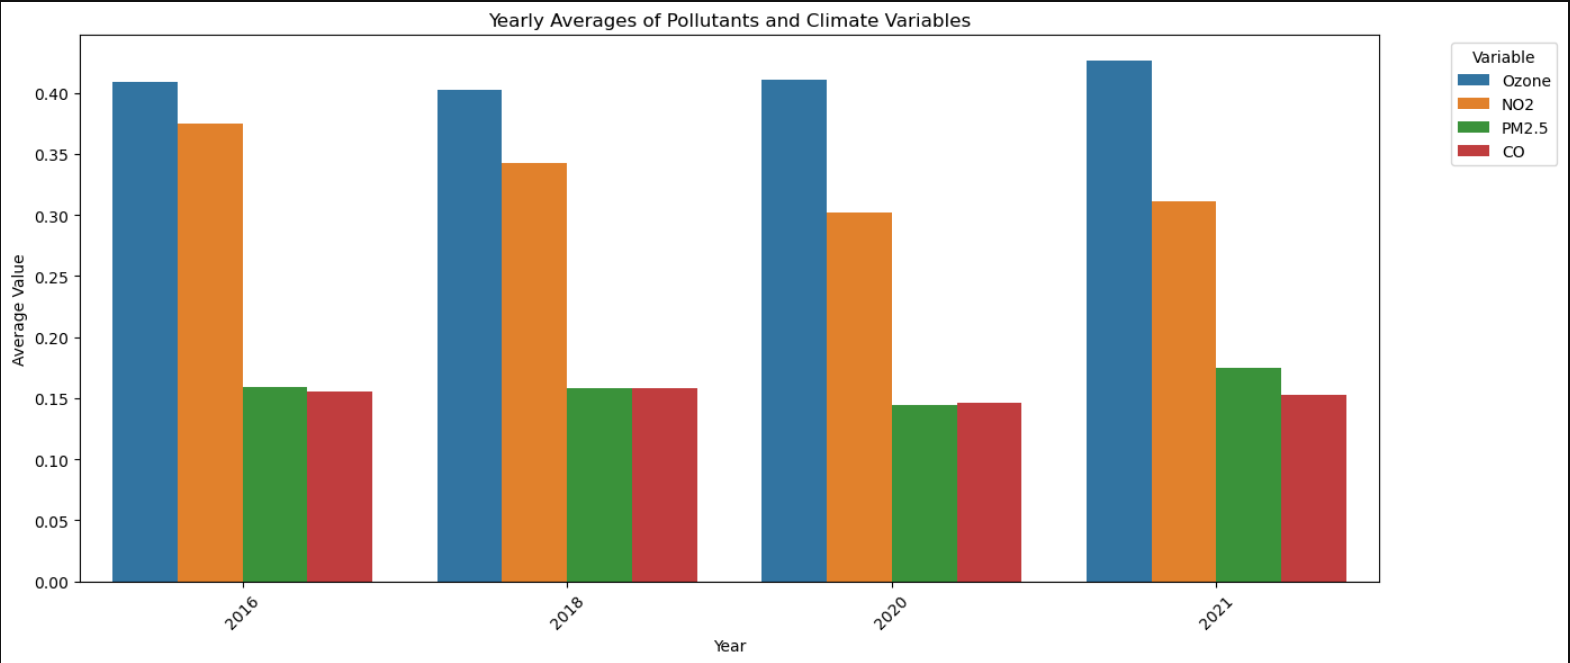 Yearly Averages of Pollutants and Climate Variables
Variable
Ozone
NO2
PM2.5
CO
Average Value
0.40
0.35
0.30
0.25
0.20
0.15
0.10
0.05
0.00
2016
2018
2020
2021
Year